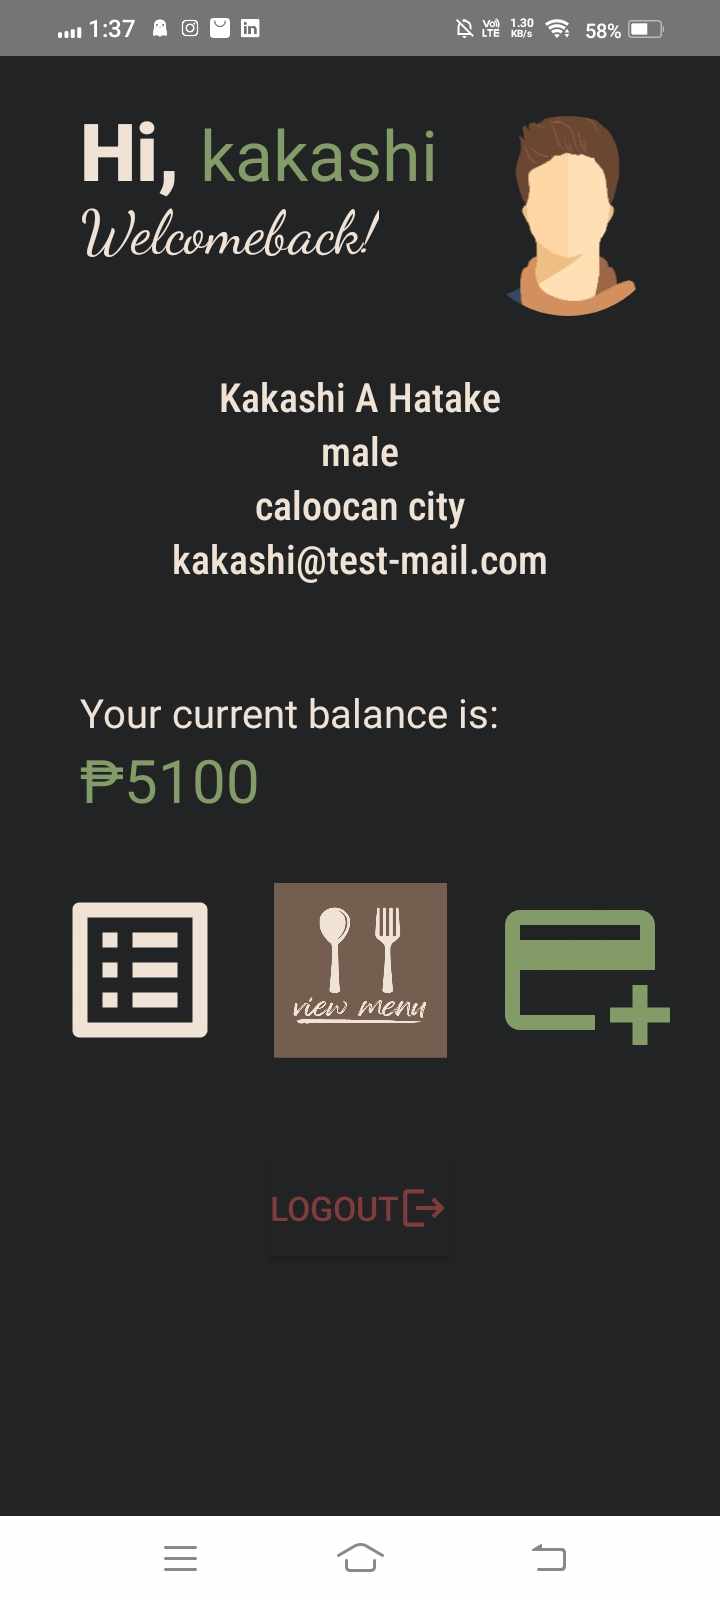 1:37
Vo)
LTE
1.30
KB/s
58%
Hi, kakashi
Welcomeback!
Kakashi A Hatake
male
caloocan city
kakashi@test-mail.com
Your current balance is:
₱5100
view menu
LOGOUT